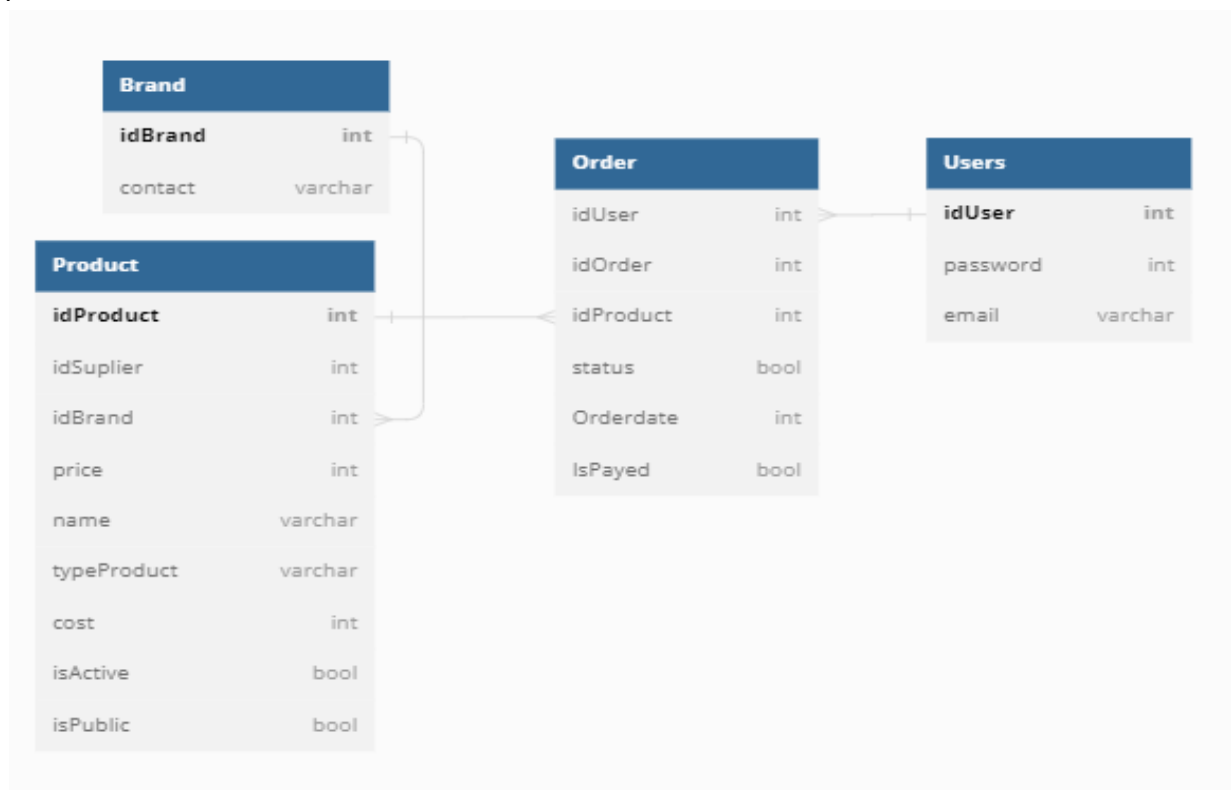 Brand
idBrand int
contact varchar
Product
idProduct int
idSuplier int
idBrand int
price int
name varchar
typeProduct varchar
cost int
isActive bool
isPublic bool
Order
idUser int
idOrder int
idProduct int
status bool
Orderdate int
IsPayed bool
Users
idUser int
password int
email varchar